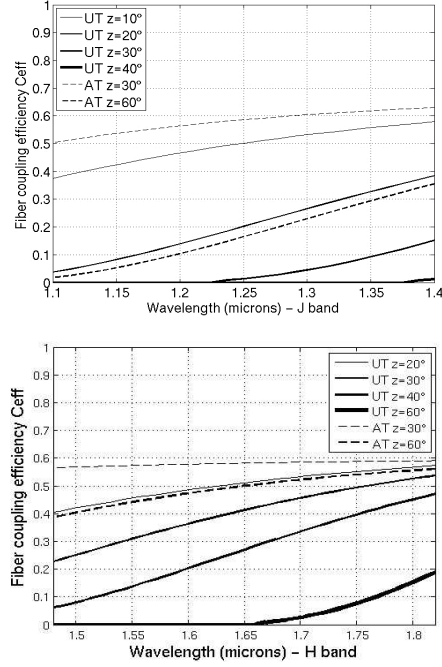 1
0.9
0.8
0.7
0.6
0.5
0.4
0.3
0.2
0.1
0
Fiber coupling efficiency Ceff
UT z=10°
UT z=20°
UT z=30°
UT z=40°
AT z=30°
AT z=60°
1.1
1.15
1.2
1.25
1.3
1.35
1.4
Wavelength (microns) – J band
1
0.9
0.8
0.7
0.6
0.5
0.4
0.3
0.2
0.1
0
Fiber coupling efficiency Ceff
UT z=20°
UT z=30°
UT z=40°
UT z=60°
AT z=30°
AT z=60°
1.5
1.55
1.6
1.65
1.7
1.75
1.8
Wavelength (microns) – H band